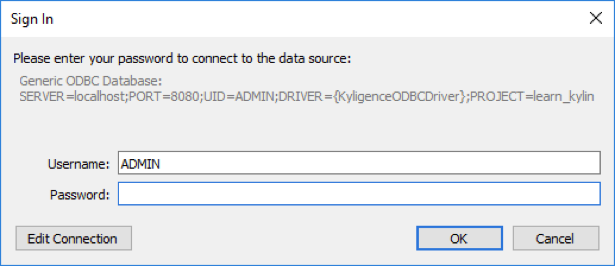 Sign In
Please enter your password to connect to the data source:
Generic ODBC Database:
SERVER=localhost;PORT=8080;UID=ADMIN;DRIVER={KyligenceODBCDriver};PROJECT=learn_kylin
Username: ADMIN
Password:
Edit Connection OK Cancel